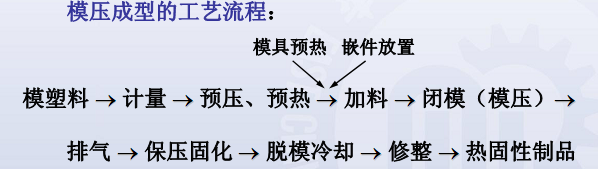 模压成型的工艺流程：
模具预热 嵌件放置
模塑料 → 计量 → 预压、预热 → 加料 → 闭模（模压）→
排气 → 保压固化 → 脱模冷却 → 修整 → 热固性制品